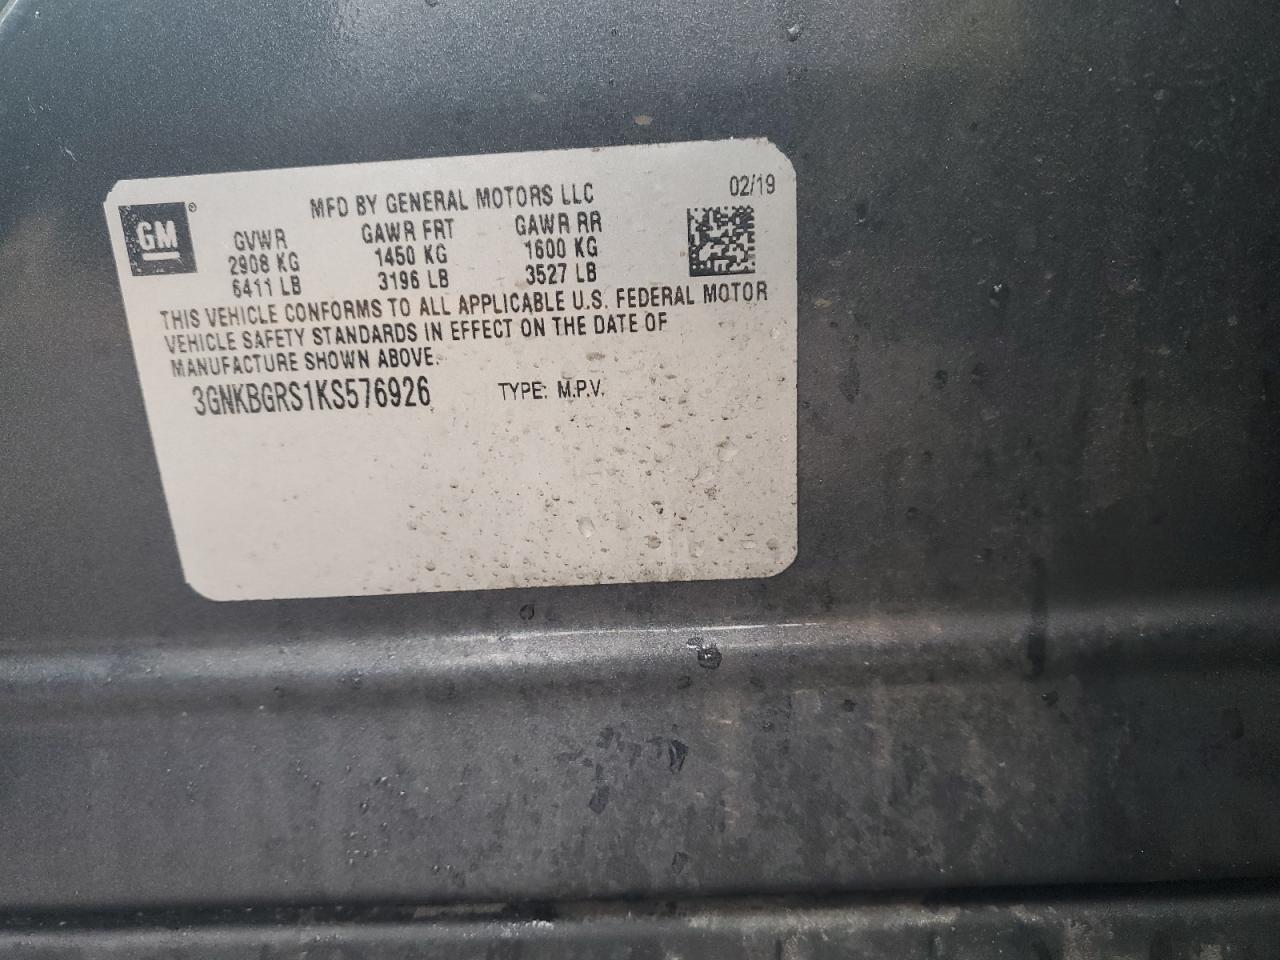 MFD BY GENERAL MOTORS LLC 02/19
GM ®
GVWR GAWR FRT GAWR RR
2908 KG 1450 KG 1600 KG
6411 LB 3196 LB 3527 LB
THIS VEHICLE CONFORMS TO ALL APPLICABLE U.S. FEDERAL MOTOR
VEHICLE SAFETY STANDARDS IN EFFECT ON THE DATE OF
MANUFACTURE SHOWN ABOVE.
3GNKBGRS1KS576926 TYPE: M.P.V.